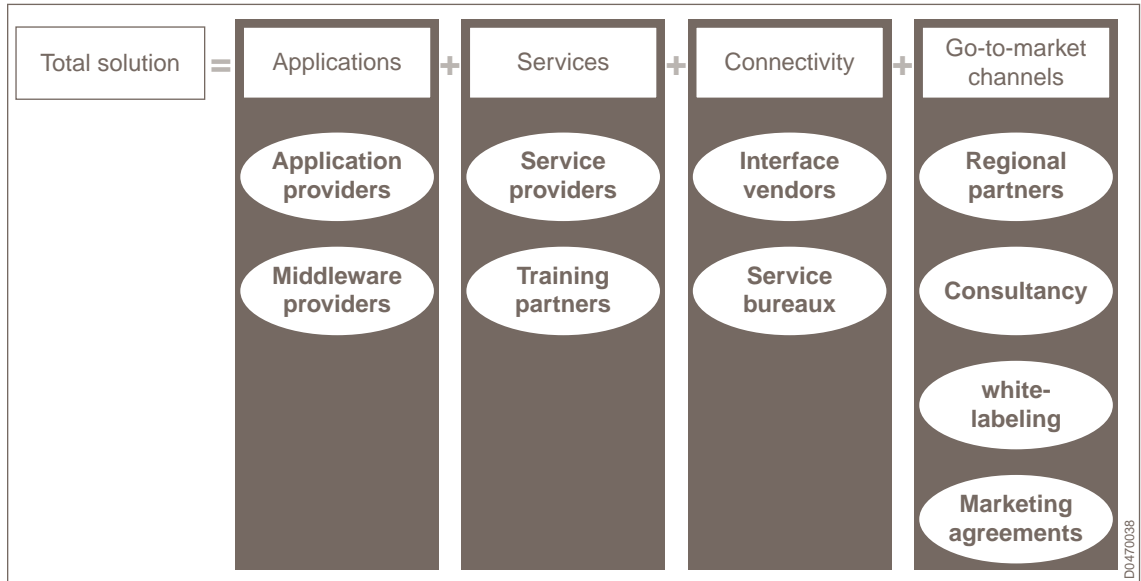 Total solution = Applications + Services + Connectivity + Go-to-market
channels
Application
providers
Service
providers
Interface
vendors
Regional
partners
Middleware
providers
Training
partners
Service
bureaux
Consultancy
white-
labeling
Marketing
agreements
D0470038